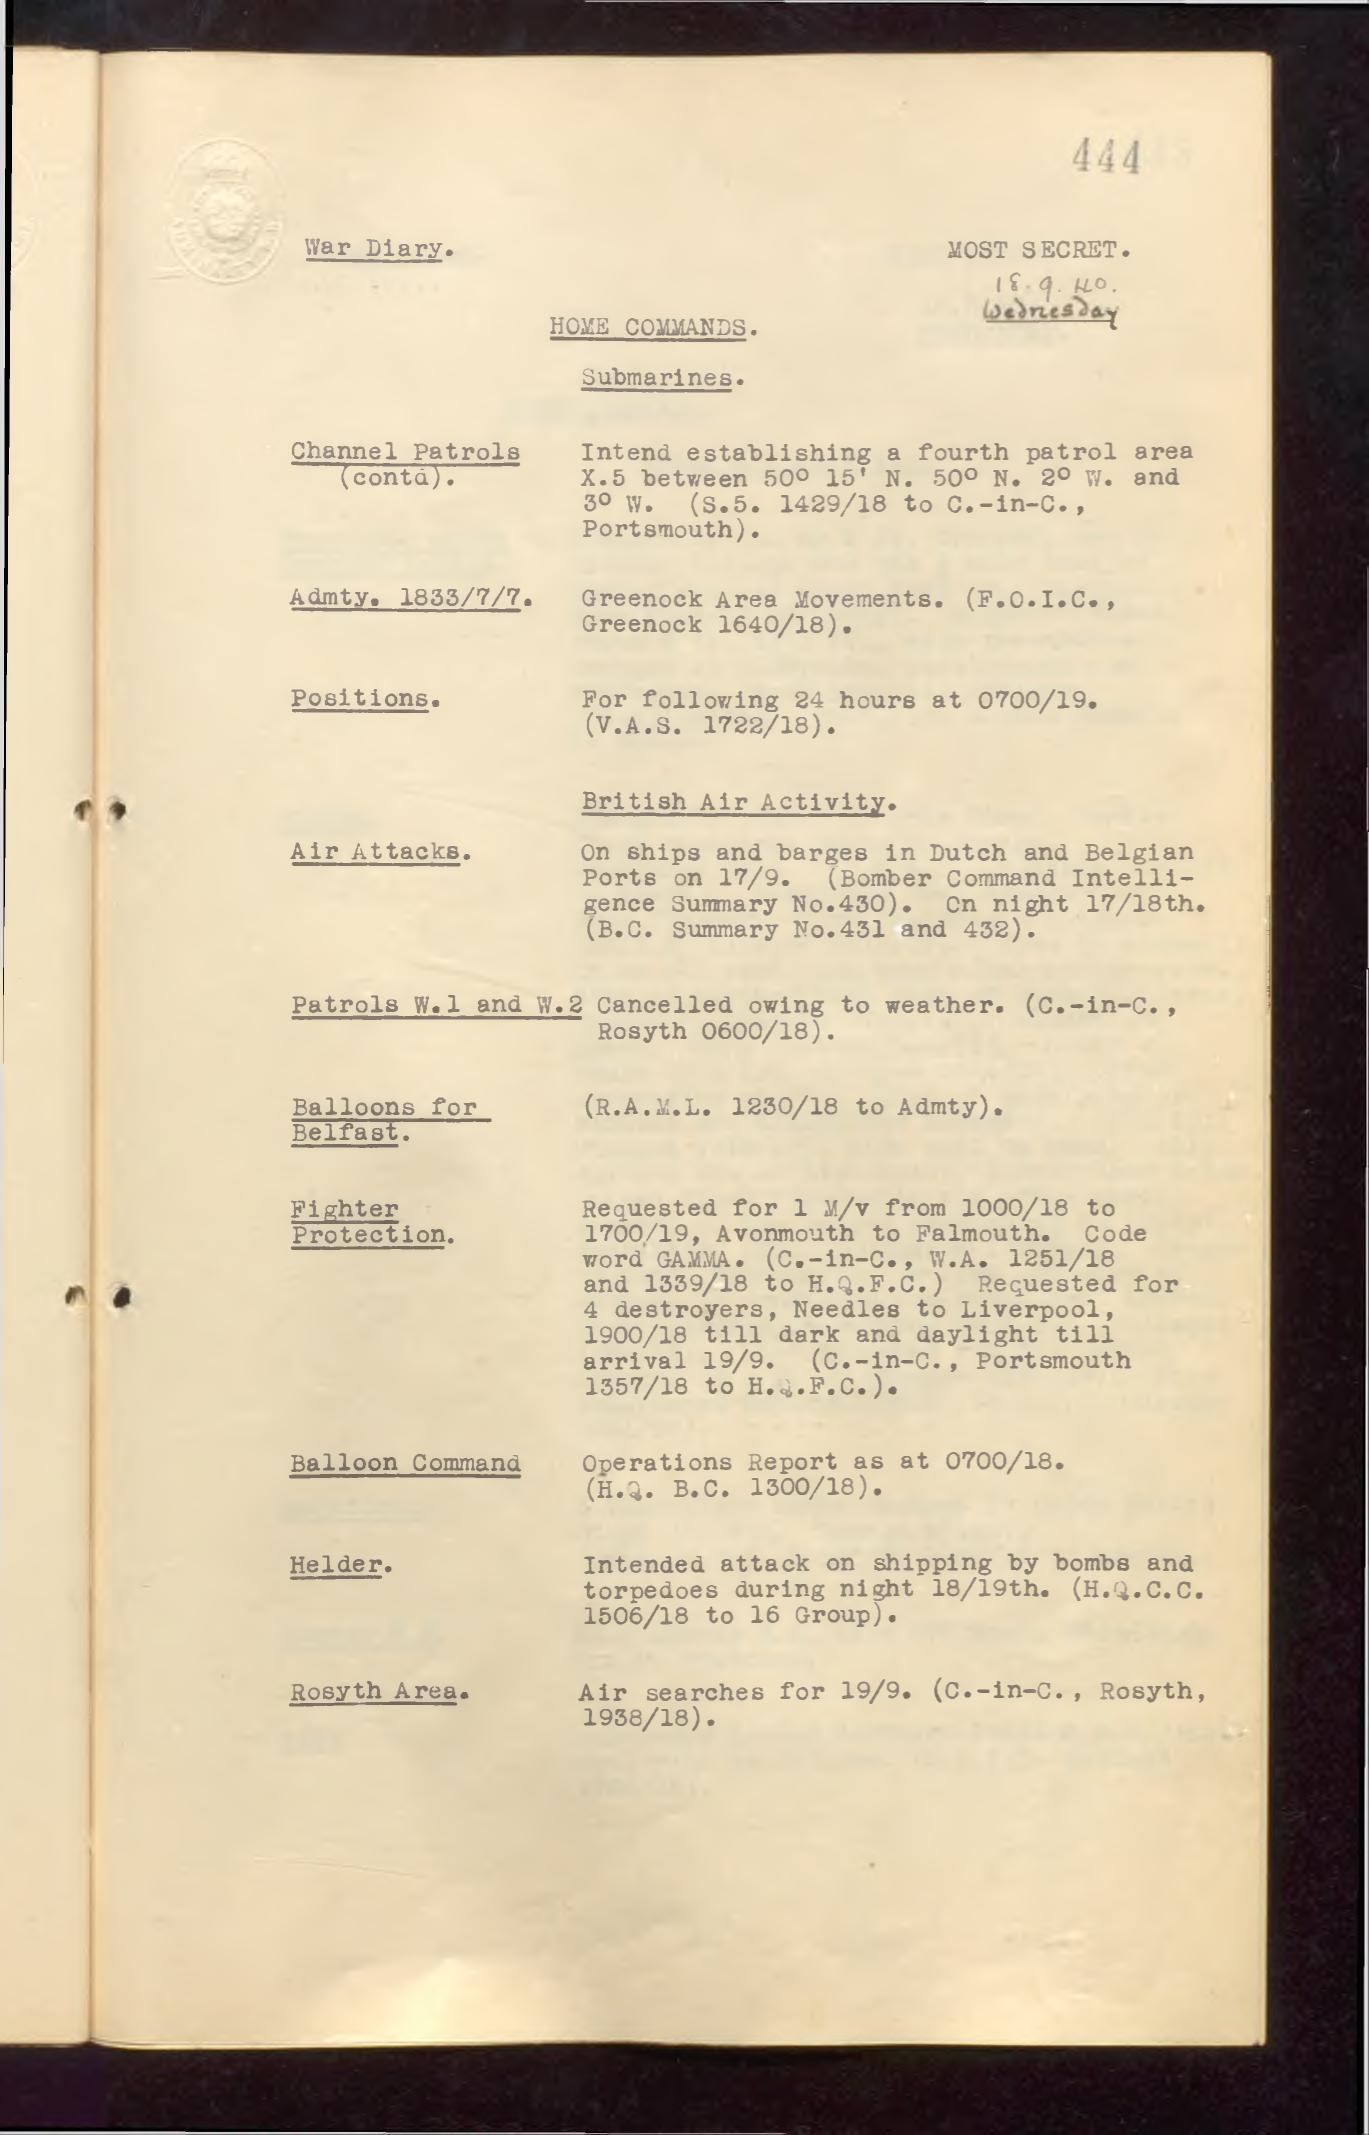 444
War Diary.
MOST SECRET.
18.9.40.
Wednesday
HOME COMMANDS.
Submarines.
Channel Patrols (contd).
Intend establishing a fourth patrol area
X.5 between 50° 15' N. 50° N. 2° W. and
3° W. (S.5. 1429/18 to C.-in-C.,
Portsmouth).
Admty. 1833/7/7.
Greenock Area Movements. (F.O.I.C.,
Greenock 1640/18).
Positions.
For following 24 hours at 0700/19.
(V.A.S. 1722/18).
British Air Activity.
Air Attacks.
On ships and barges in Dutch and Belgian
Ports on 17/9. (Bomber Command Intelli-
gence Summary No.430). On night 17/18th.
(B.C. Summary No.431 and 432).
Patrols W.1 and W.2 Cancelled owing to weather. (C.-in-C.,
Rosyth 0600/18).
Balloons for
Belfast.
(R.A.M.L. 1230/18 to Admty).
Fighter
Protection.
Requested for 1 M/v from 1000/18 to
1700/19, Avonmouth to Falmouth. Code
word GAMMA. (C.-in-C., W.A. 1251/18
and 1339/18 to H.Q.F.C.) Requested for
4 destroyers, Needles to Liverpool,
1900/18 till dark and daylight till
arrival 19/9. (C.-in-C., Portsmouth
1357/18 to H.Q.F.C.).
Balloon Command
Operations Report as at 0700/18.
(H.Q. B.C. 1300/18).
Helder.
Intended attack on shipping by bombs and
torpedoes during night 18/19th. (H.Q.C.C.
1506/18 to 16 Group).
Rosyth Area.
Air searches for 19/9. (C.-in-C., Rosyth,
1938/18).